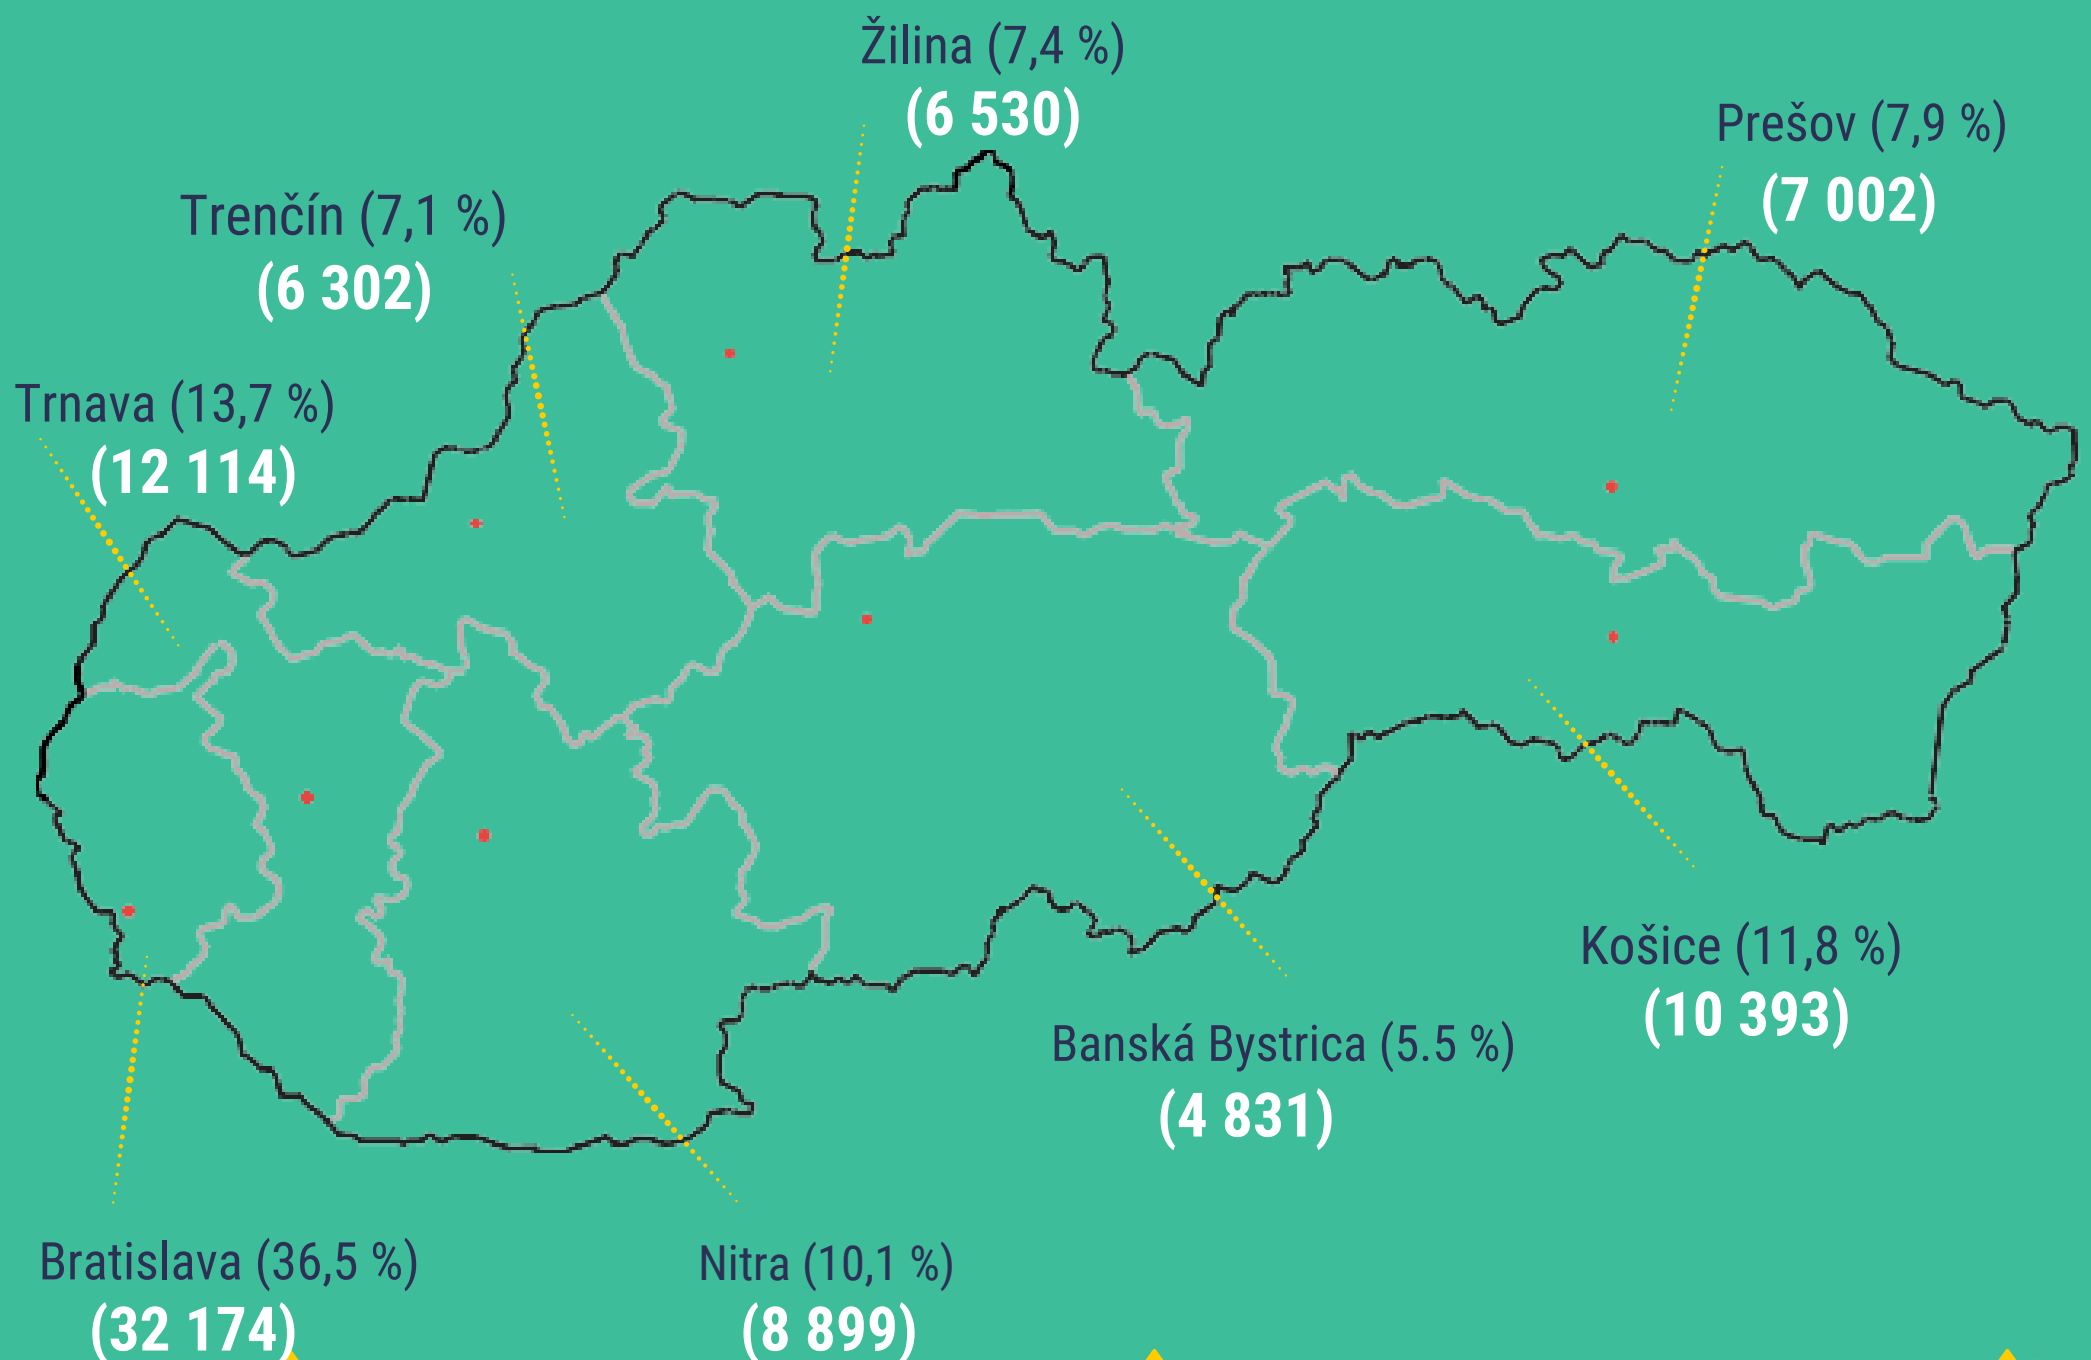 Žilina (7,4 %)
(6 530)
Prešov (7,9 %)
(7 002)
Trenčín (7,1 %)
(6 302)
Trnava (13,7 %)
(12 114)
Košice (11,8 %)
(10 393)
Banská Bystrica (5.5 %)
(4 831)
Bratislava (36,5 %)
(32 174)
Nitra (10,1 %)
(8 899)